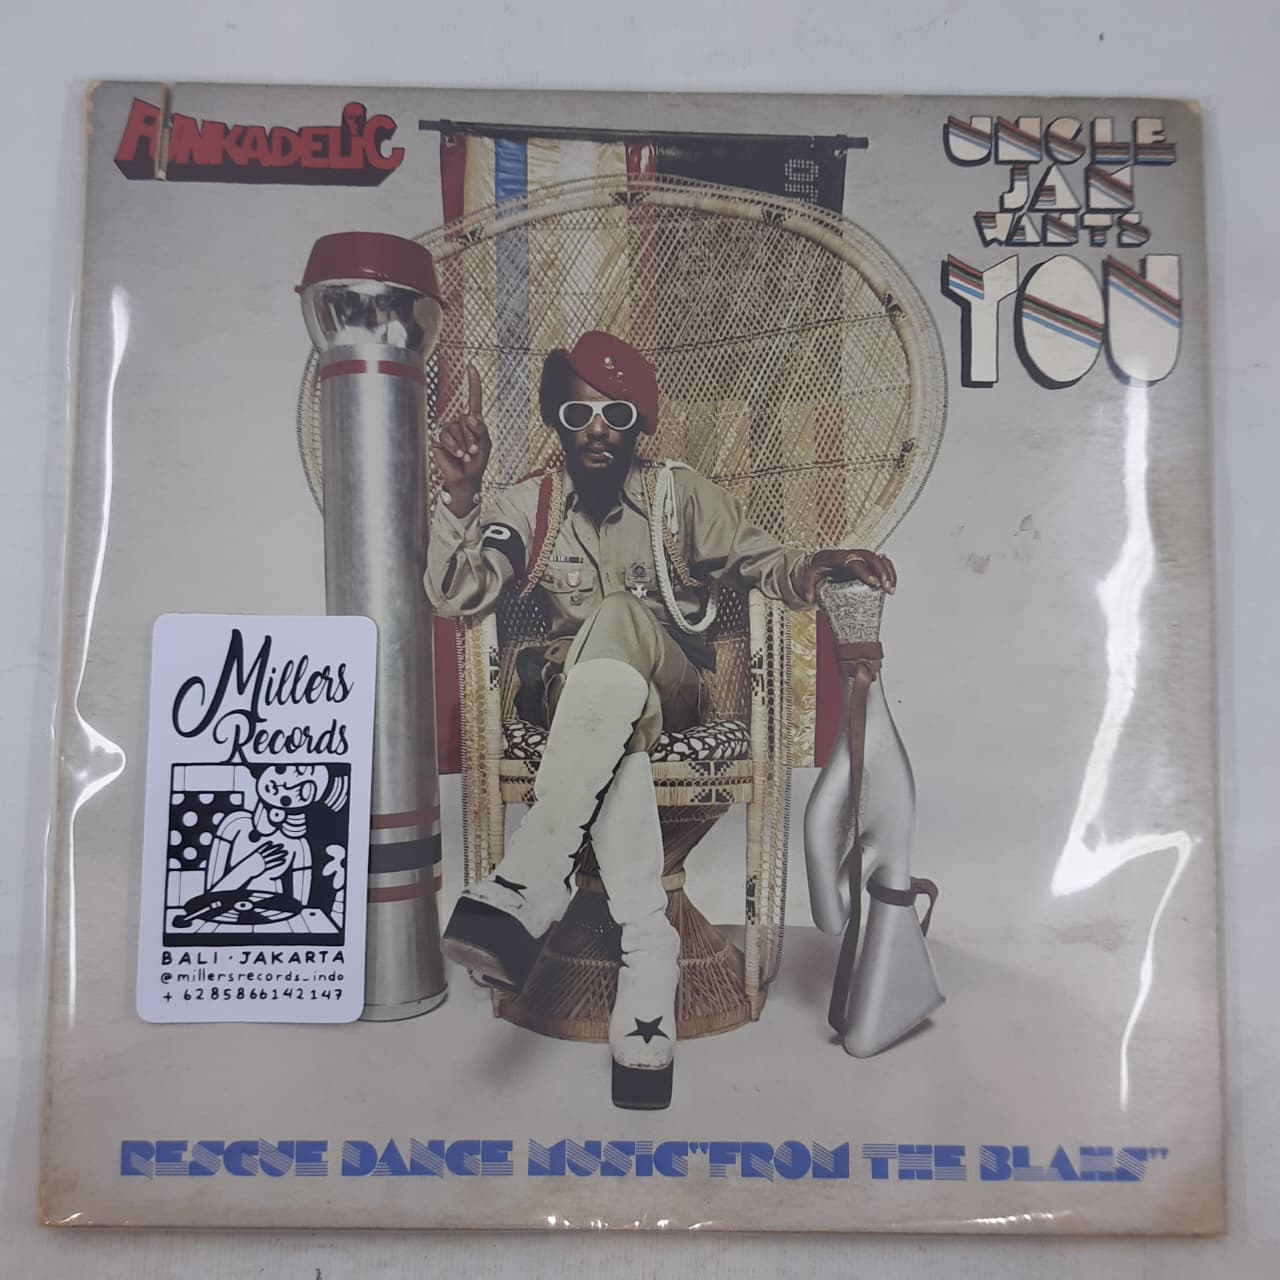 FUNKADELIC
UNCLE
JAM
WANTS
YOU
Millers
Records
BALI · JAKARTA
@millersrecords_indo
+ 6285866142147
RESCUE DANCE MUSIC "FROM THE BLAHS"